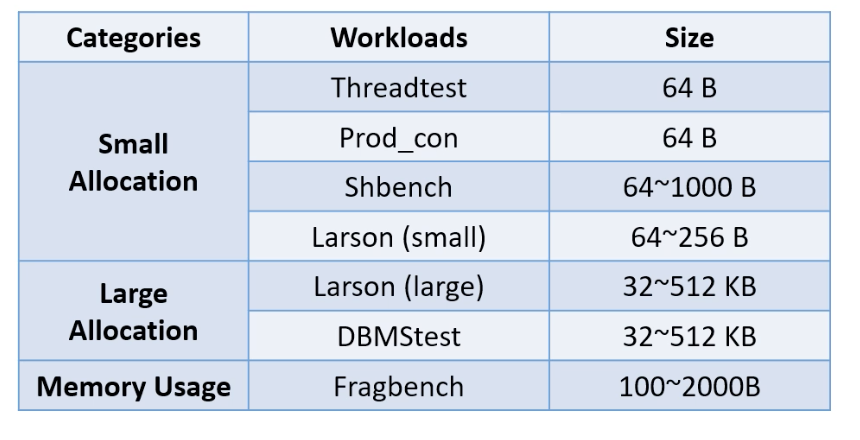 Categories Workloads Size
Small Allocation Threadtest 64 B
Prod_con 64 B
Shbench 64~1000 B
Larson (small) 64~256 B
Large Allocation Larson (large) 32~512 KB
DBMStest 32~512 KB
Memory Usage Fragbench 100~2000B